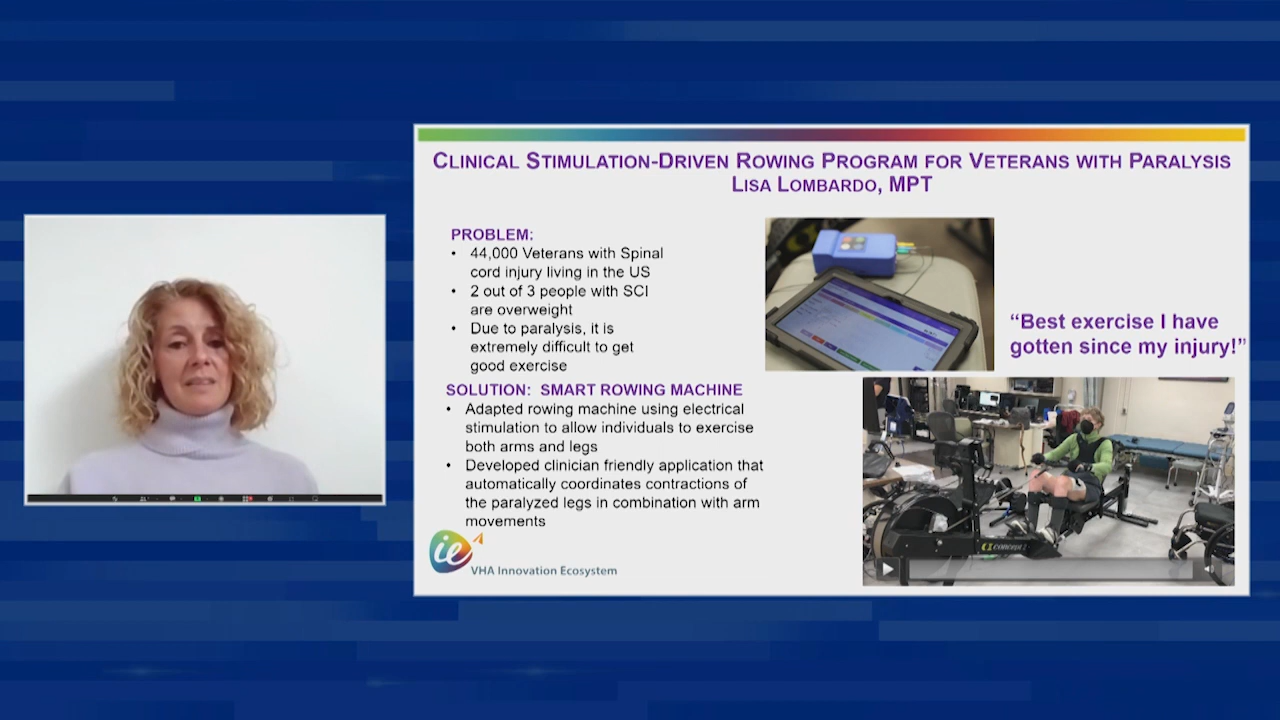 CLINICAL STIMULATION-DRIVEN ROWING PROGRAM FOR VETERANS WITH PARALYSIS
LISA LOMBARDO, MPT
PROBLEM:
• 44,000 Veterans with Spinal
cord injury living in the US
• 2 out of 3 people with SCI
are overweight
• Due to paralysis, it is
extremely difficult to get
good exercise
SOLUTION: SMART ROWING MACHINE
• Adapted rowing machine using electrical
stimulation to allow individuals to exercise
both arms and legs
• Developed clinician friendly application that
automatically coordinates contractions of
the paralyzed legs in combination with arm
movements
ie
VHA Innovation Ecosystem
“Best exercise I have
gotten since my injury!”
CONCEPT 2